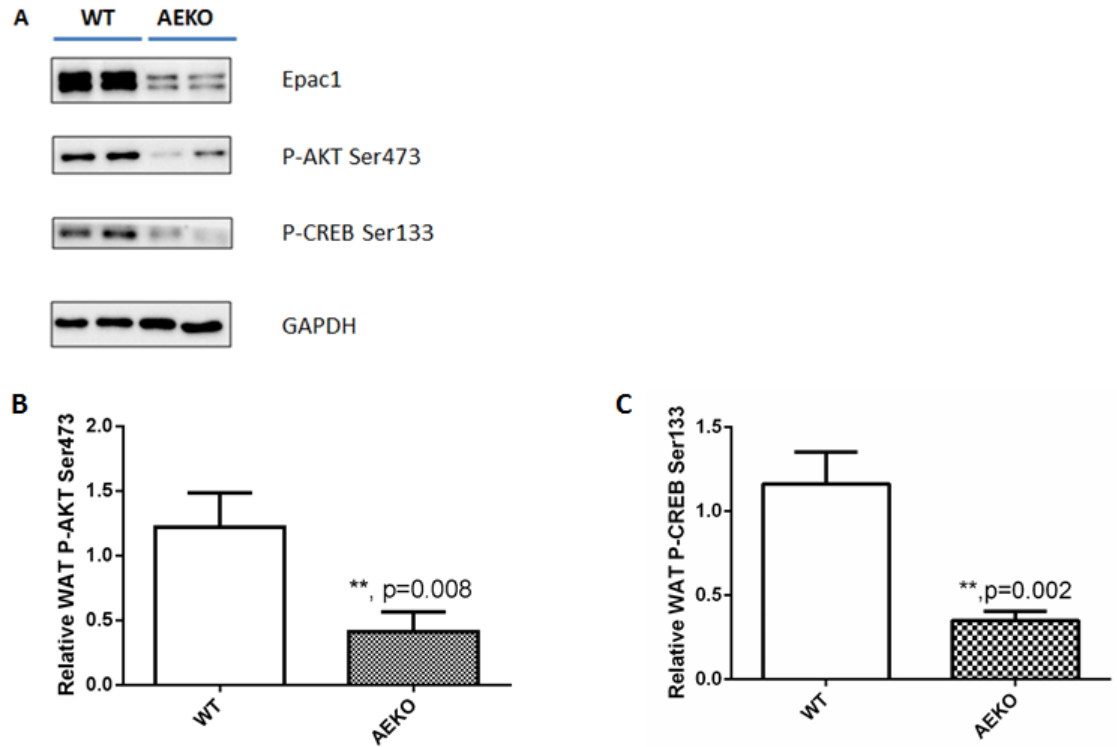 A
WT AEKO
Epac1
P-AKT Ser473
P-CREB Ser133
GAPDH
B
Relative WAT P-AKT Ser473
2.0
1.5
1.0
0.5
0.0
**, p=0.008
WT
AEKO
C
Relative WAT P-CREB Ser133
1.5
1.0
0.5
0.0
**,p=0.002
WT
AEKO